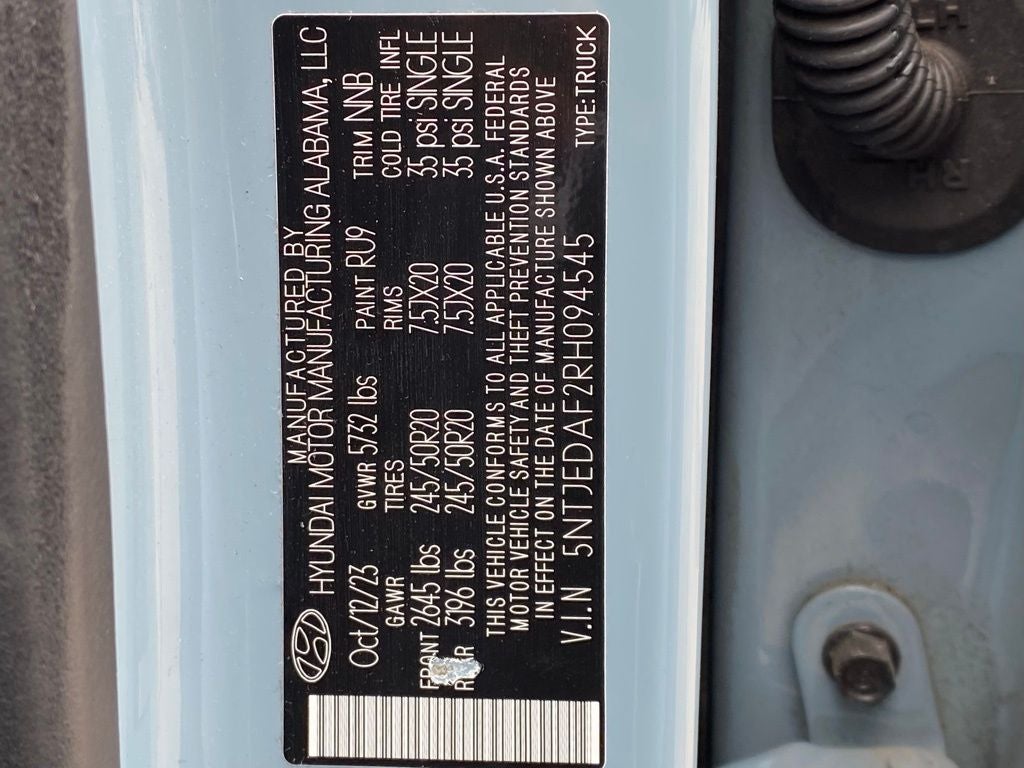 MANUFACTURED BY
HYUNDAI MOTOR MANUFACTURING ALABAMA, LLC
Oct/12/23 GVWR 5732 lbs PAINT RU9 TRIM NNB
GAWR TIRES RIMS COLD TIRE INFL
FRONT 2645 lbs 245/50R20 7.5JX20 35 psi SINGLE
REAR 3196 lbs 245/50R20 7.5JX20 35 psi SINGLE
THIS VEHICLE CONFORMS TO ALL APPLICABLE U.S.A. FEDERAL
MOTOR VEHICLE SAFETY AND THEFT PREVENTION STANDARDS
IN EFFECT ON THE DATE OF MANUFACTURE SHOWN ABOVE
V.I.N 5NTJEDAF2RH094545 TYPE:TRUCK
RH